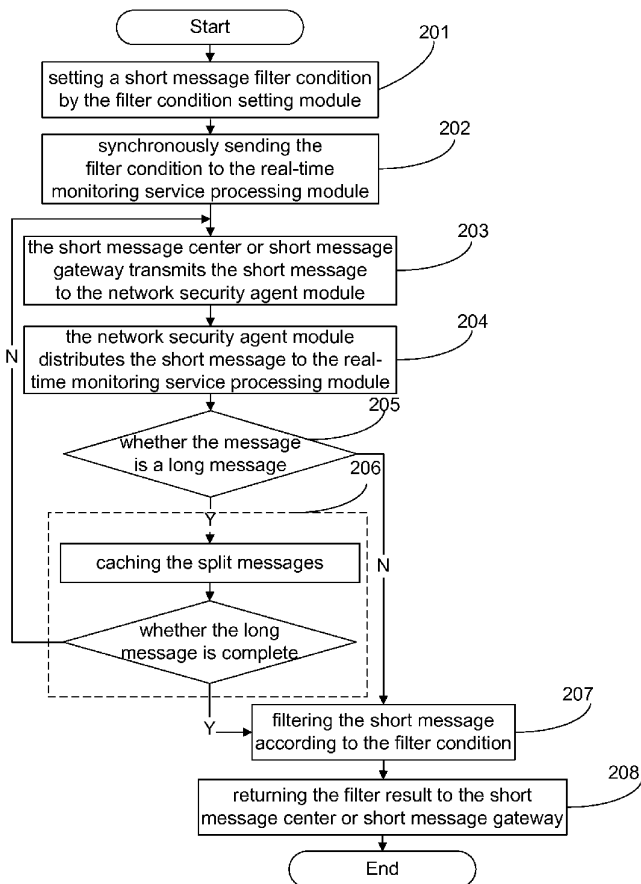 Start
201
setting a short message filter condition
by the filter condition setting module
202
synchronously sending the
filter condition to the real-time
monitoring service processing module
203
the short message center or short message
gateway transmits the short message
to the network security agent module
204
the network security agent module
distributes the short message to the real-
time monitoring service processing module
N
205
whether the message
is a long message
206
Y
caching the split messages
N
whether the long
message is complete
Y
207
filtering the short message
according to the filter condition
208
returning the filter result to the short
message center or short message gateway
End